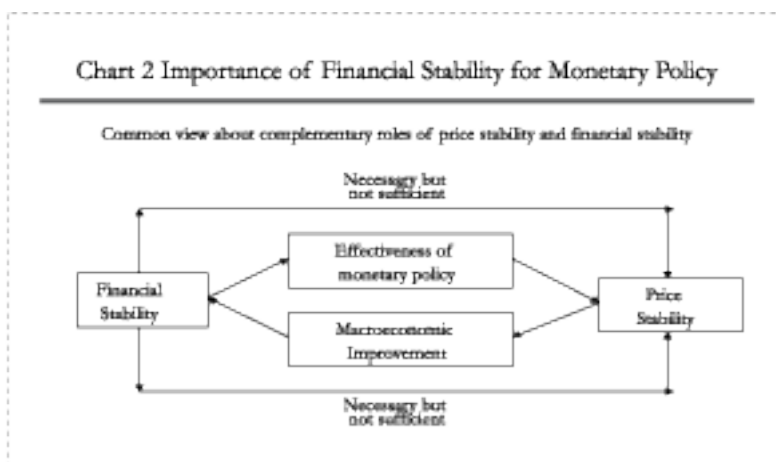 Chart 2 Importance of Financial Stability for Monetary Policy
Common view about complementary roles of price stability and financial stability
Necessary but
not sufficient
Effectiveness of
monetary policy
Financial
Stability
Price
Stability
Macroeconomic
Improvement
Necessary but
not sufficient